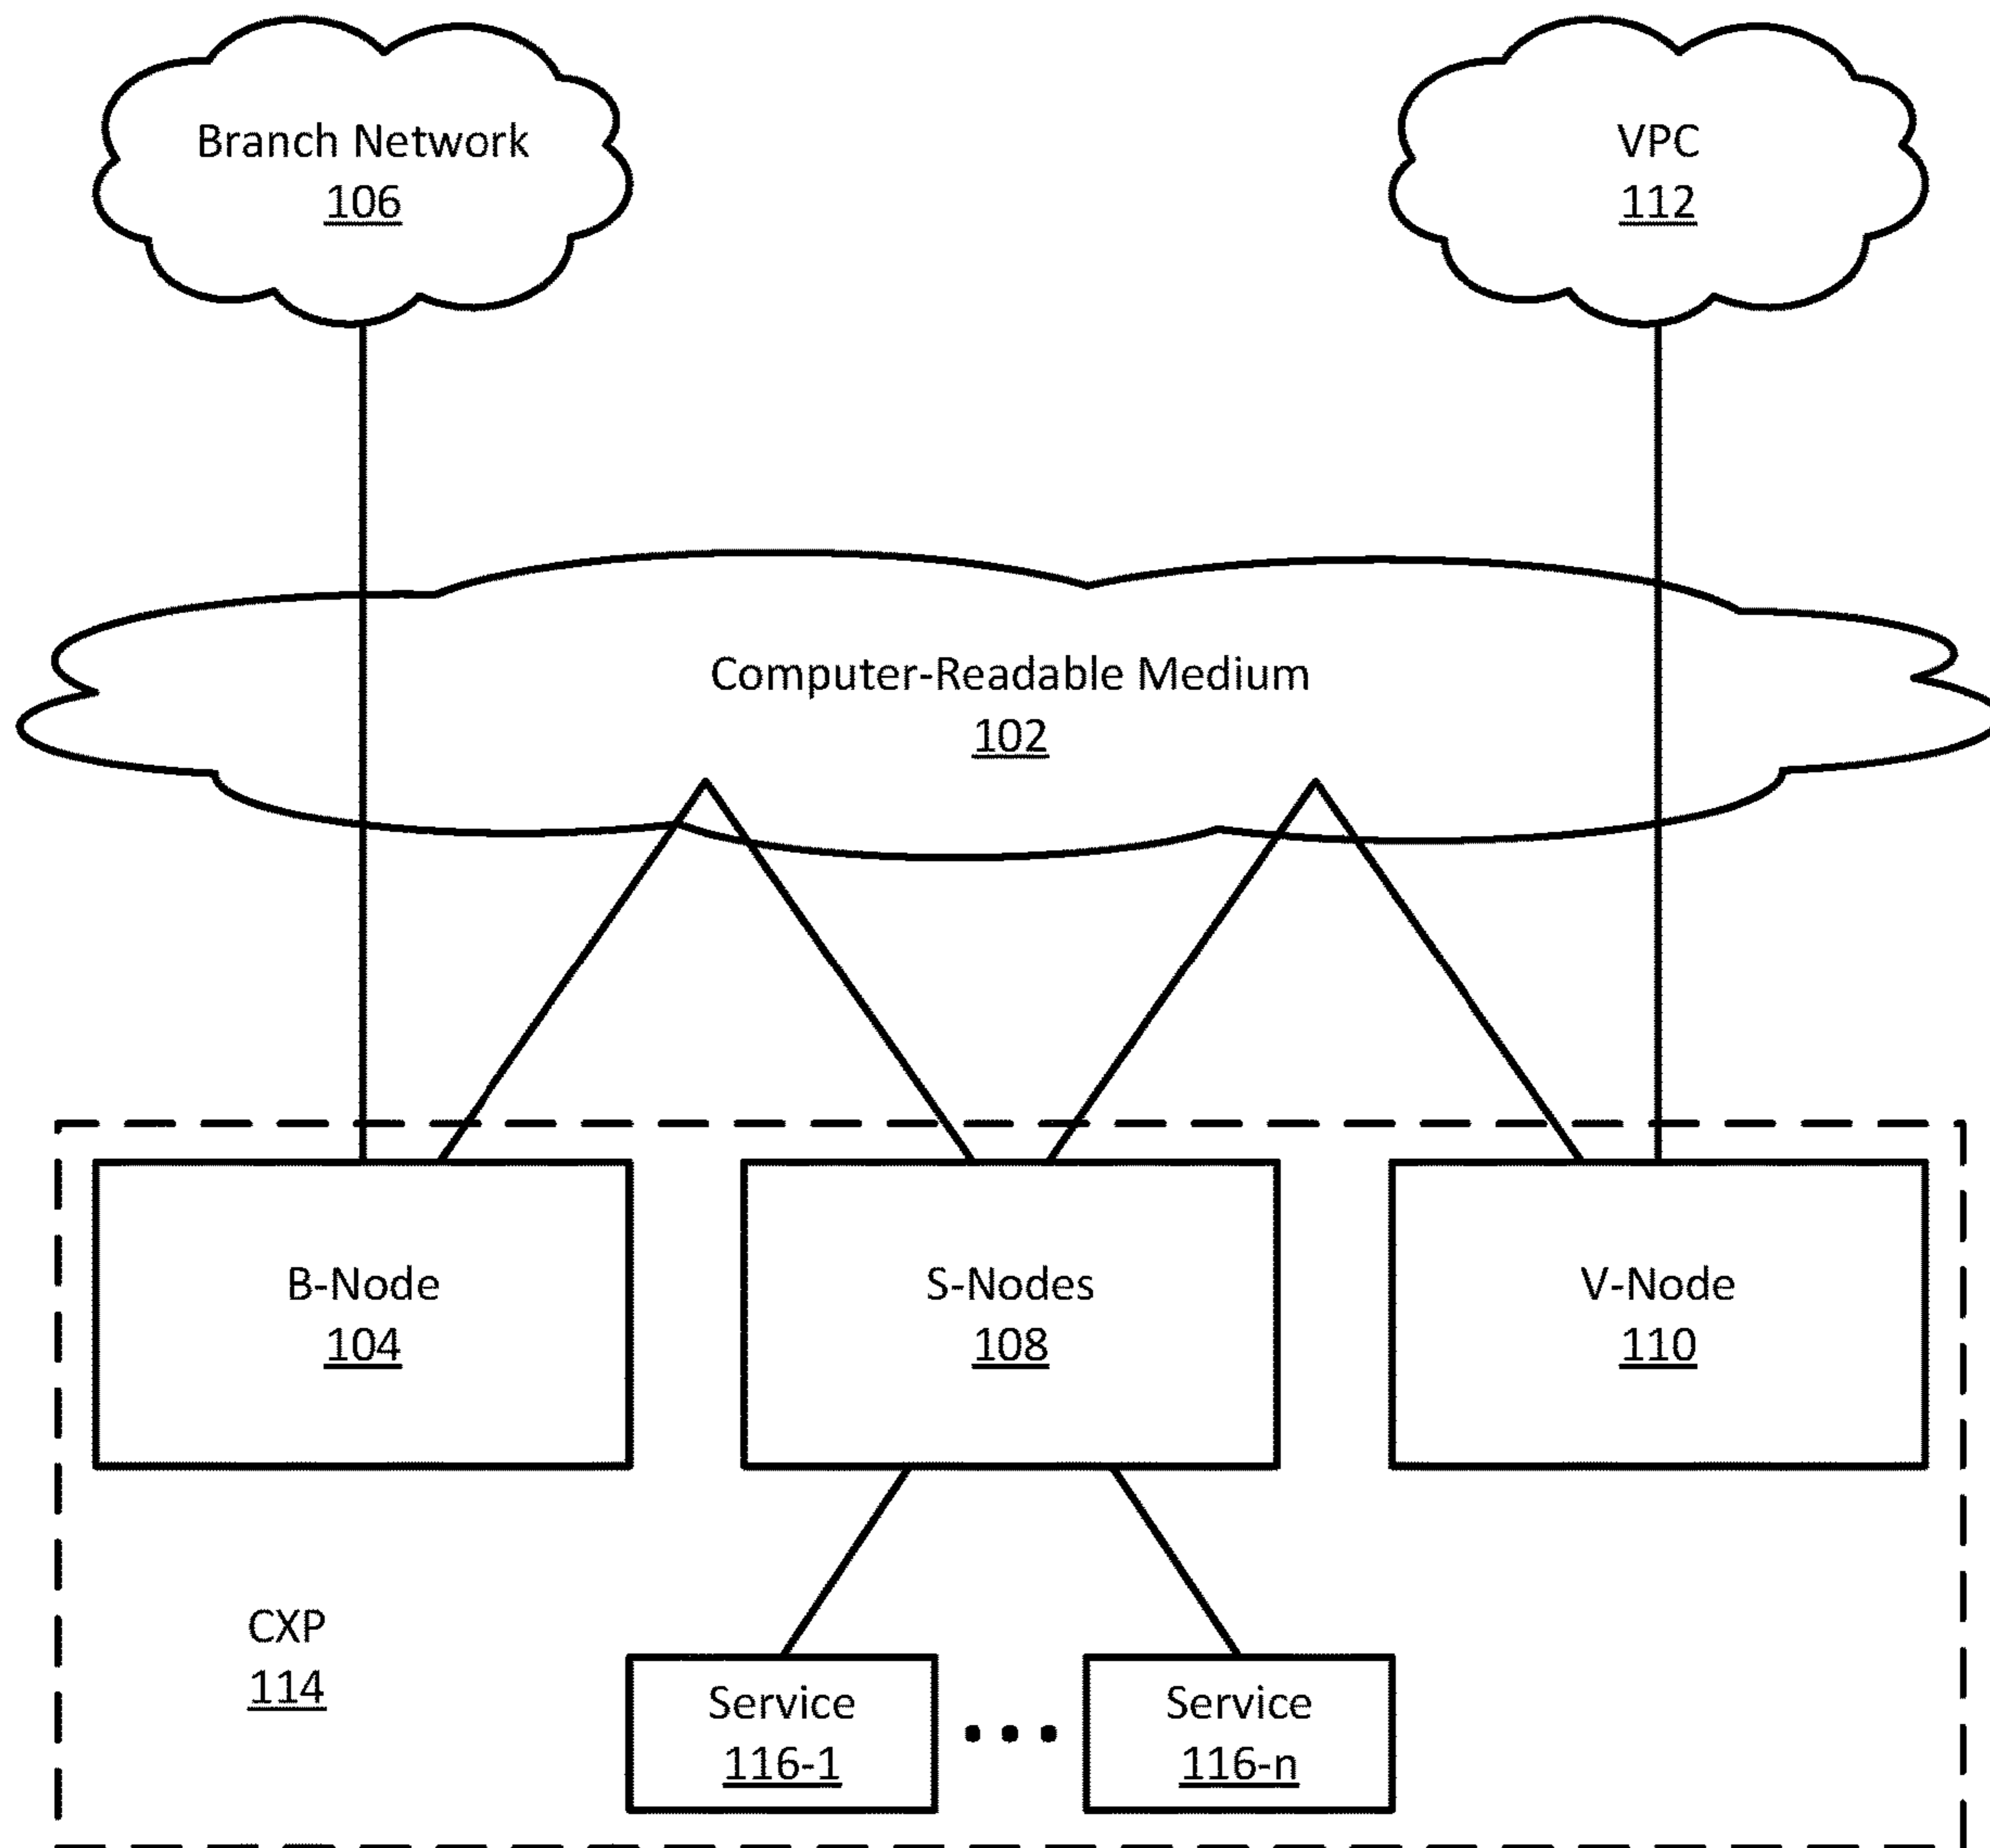 Branch Network
106
VPC
112
Computer-Readable Medium
102
B-Node
104
S-Nodes
108
V-Node
110
CXP
114
Service
116-1
Service
116-n